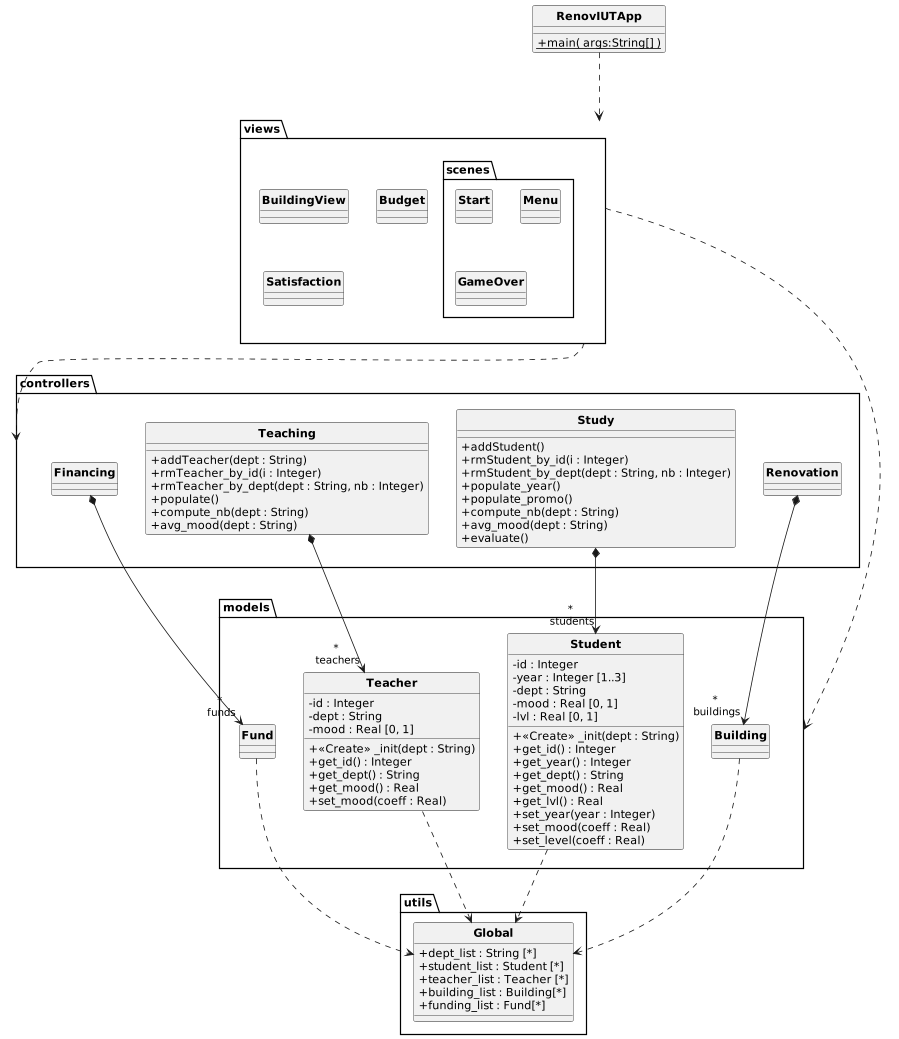 RenovIUTApp
+main( args:String[] )
views
scenes
BuildingView
Budget
Start
Menu
Satisfaction
GameOver
controllers
Financing
Teaching
+addTeacher(dept : String)
+rmTeacher_by_id(i : Integer)
+rmTeacher_by_dept(dept : String, nb : Integer)
+populate()
+compute_nb(dept : String)
+avg_mood(dept : String)
Study
+addStudent()
+rmStudent_by_id(i : Integer)
+rmStudent_by_dept(dept : String, nb : Integer)
+populate_year()
+populate_promo()
+compute_nb(dept : String)
+avg_mood(dept : String)
+evaluate()
Renovation
models
*
funds
*
teachers
*
students
*
buildings
Fund
Teacher
-id : Integer
-dept : String
-mood : Real [0, 1]
+«Create» _init(dept : String)
+get_id() : Integer
+get_dept() : String
+get_mood() : Real
+set_mood(coeff : Real)
Student
-id : Integer
-year : Integer [1..3]
-dept : String
-mood : Real [0, 1]
-lvl : Real [0, 1]
+«Create» _init(dept : String)
+get_id() : Integer
+get_year() : Integer
+get_dept() : String
+get_mood() : Real
+get_lvl() : Real
+set_year(year : Integer)
+set_mood(coeff : Real)
+set_level(coeff : Real)
Building
utils
Global
+dept_list : String [*]
+student_list : Student [*]
+teacher_list : Teacher [*]
+building_list : Building[*]
+funding_list : Fund[*]